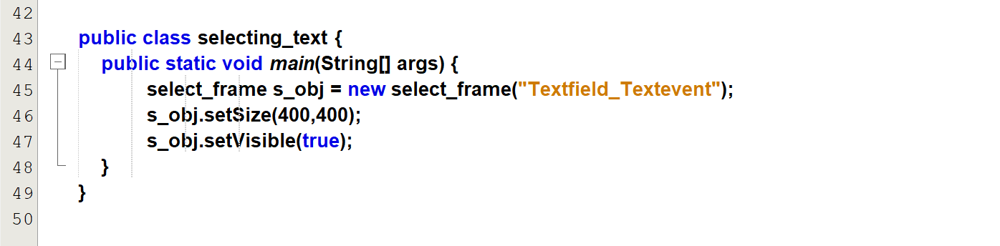 42
43 public class selecting_text {
44 public static void main(String[] args) {
45 select_frame s_obj = new select_frame("Textfield_Textevent");
46 s_obj.setSize(400,400);
47 s_obj.setVisible(true);
48 }
49 }
50